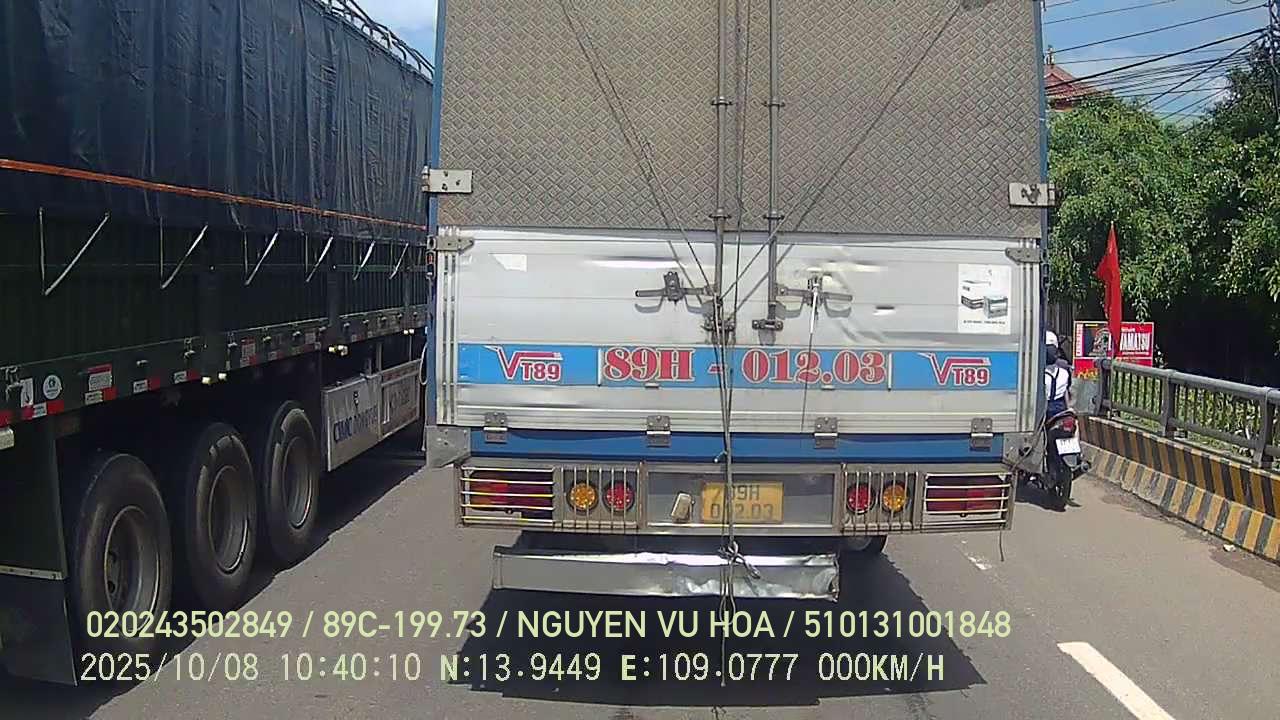 VT89
89H - 012.03
VT89
89H
012.03
020243502849 / 89C-199.73 / NGUYEN VU HOA / 510131001848
2025/10/08 10:40:10 N:13.9449 E:109.0777 000KM/H